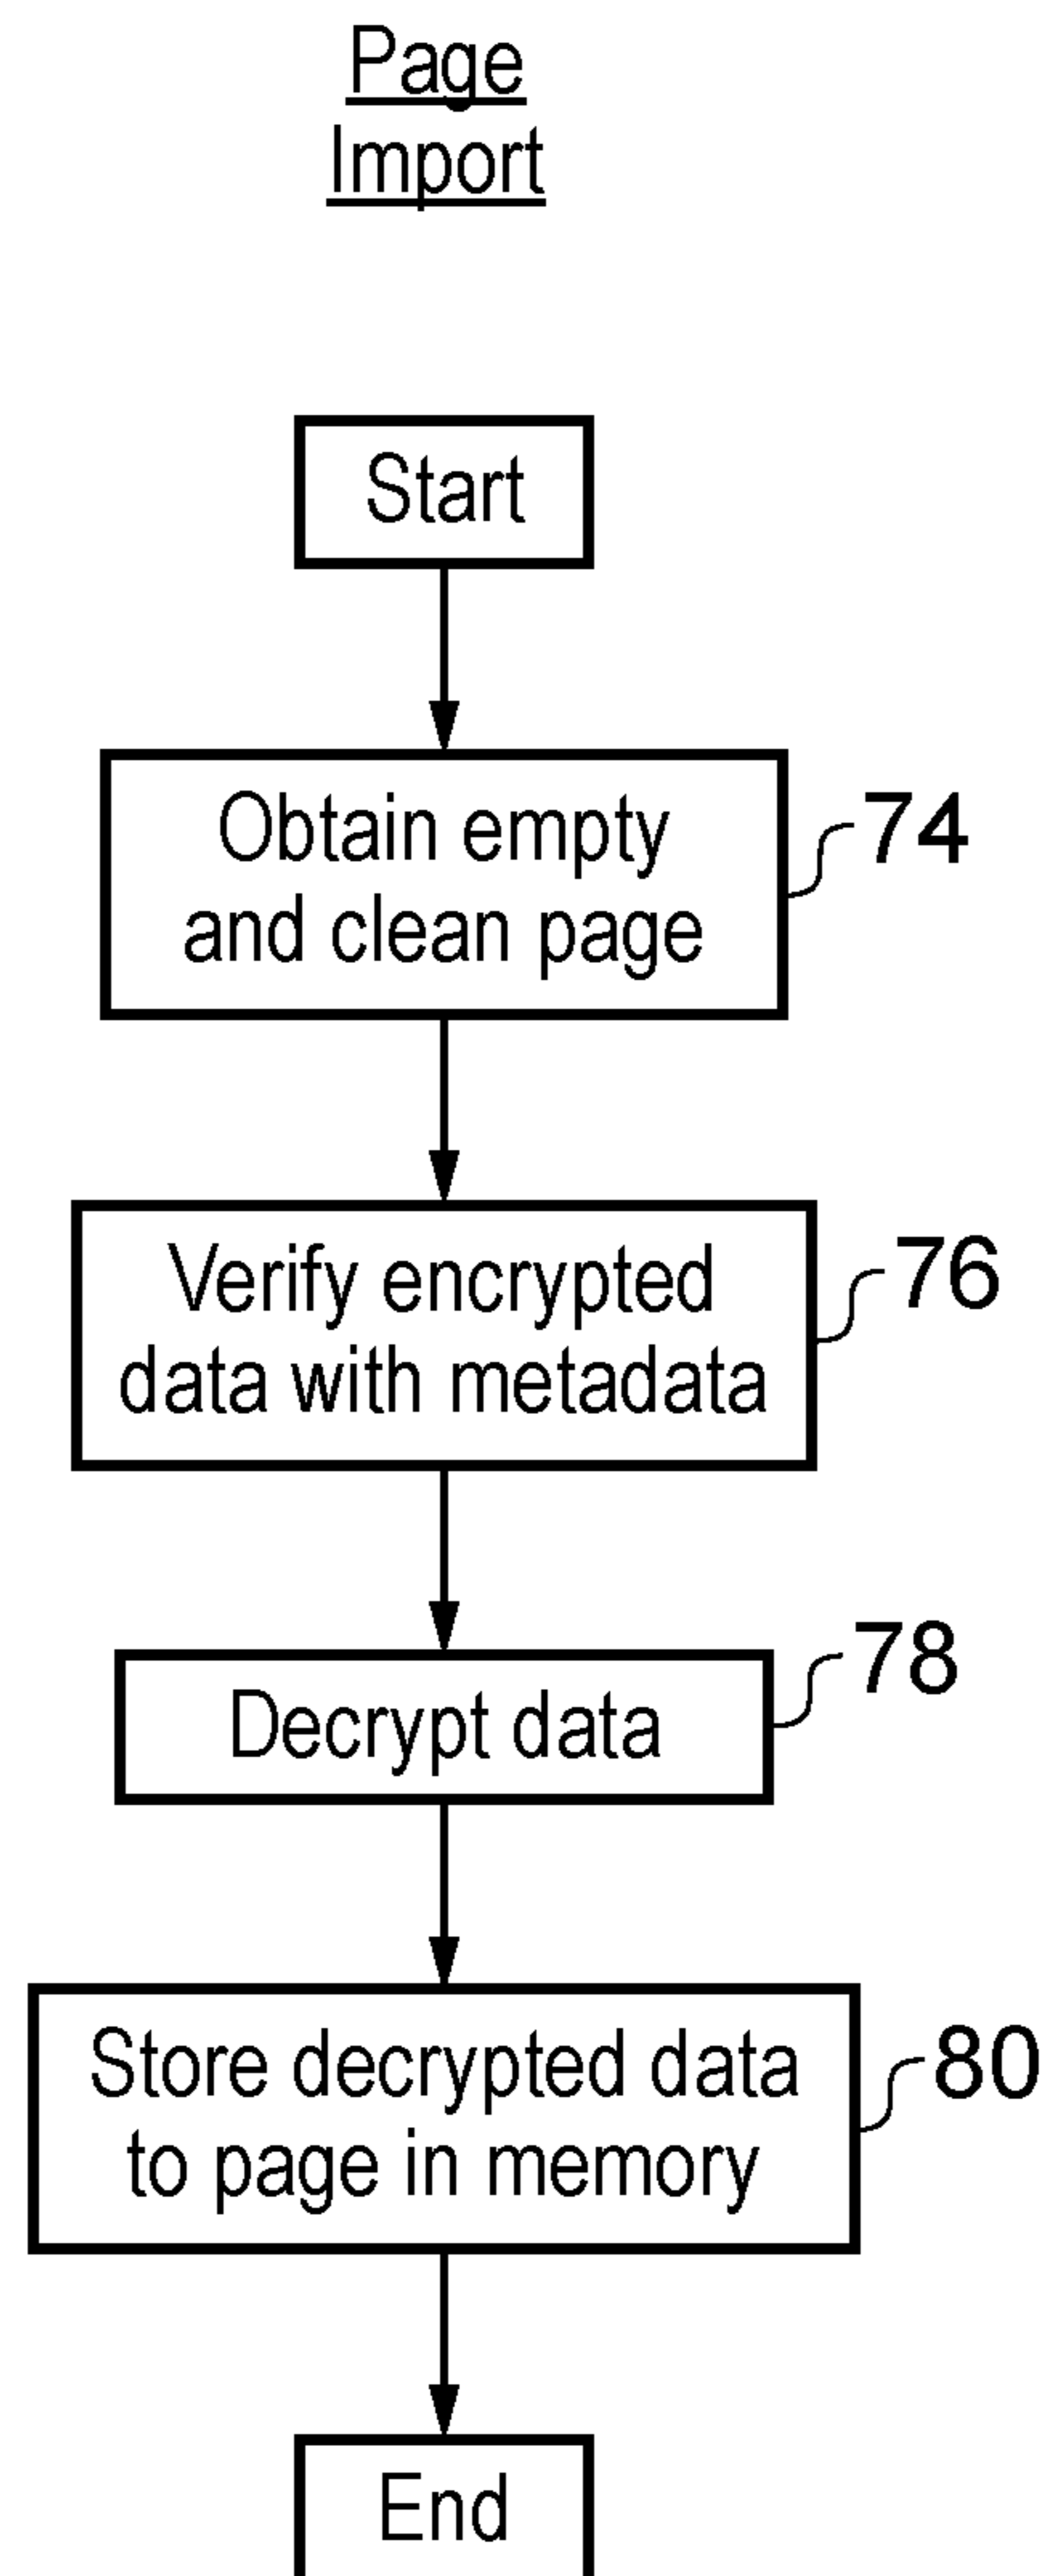 Page
Import
Start
Obtain empty
and clean page
74
Verify encrypted
data with metadata
76
Decrypt data
78
Store decrypted data
to page in memory
80
End